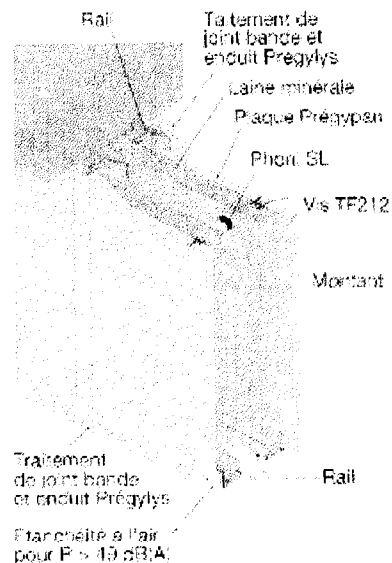 Rail
Taitement de
joint bande et
enduit Prégylys
Laine minérale
Plaque Prégypan
Phoni SL
Vis TF212
Montant
Traitement
de joint bande
et enduit Prégylys
Rail
Etanchéité à l'air
pour R > 49 dB(A)